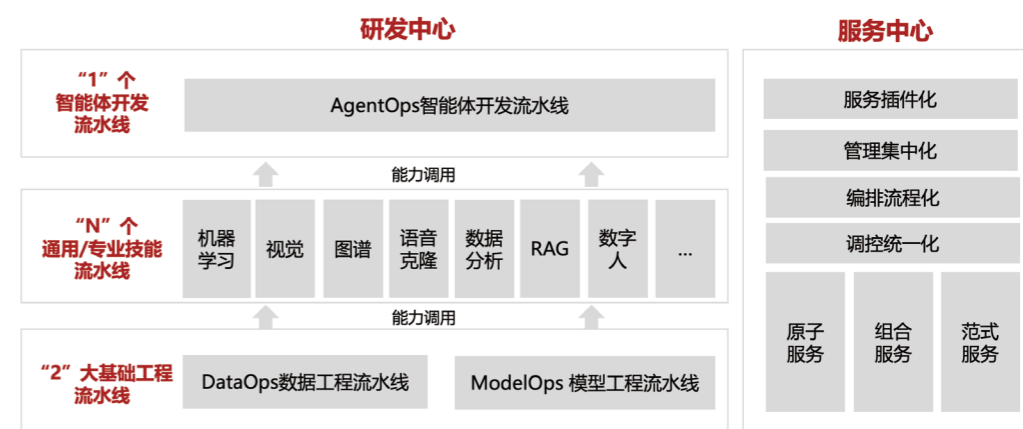 研发中心
“1”个
智能体开发
流水线
AgentOps智能体开发流水线
能力调用
“N”个
通用/专业技能
流水线
机器
学习
视觉
图谱
语音
克隆
数据
分析
RAG
数字
人
...
能力调用
“2”大基础工程
流水线
DataOps数据工程流水线
ModelOps 模型工程流水线
服务中心
服务插件化
管理集中化
编排流程化
调控统一化
原子
服务
组合
服务
范式
服务